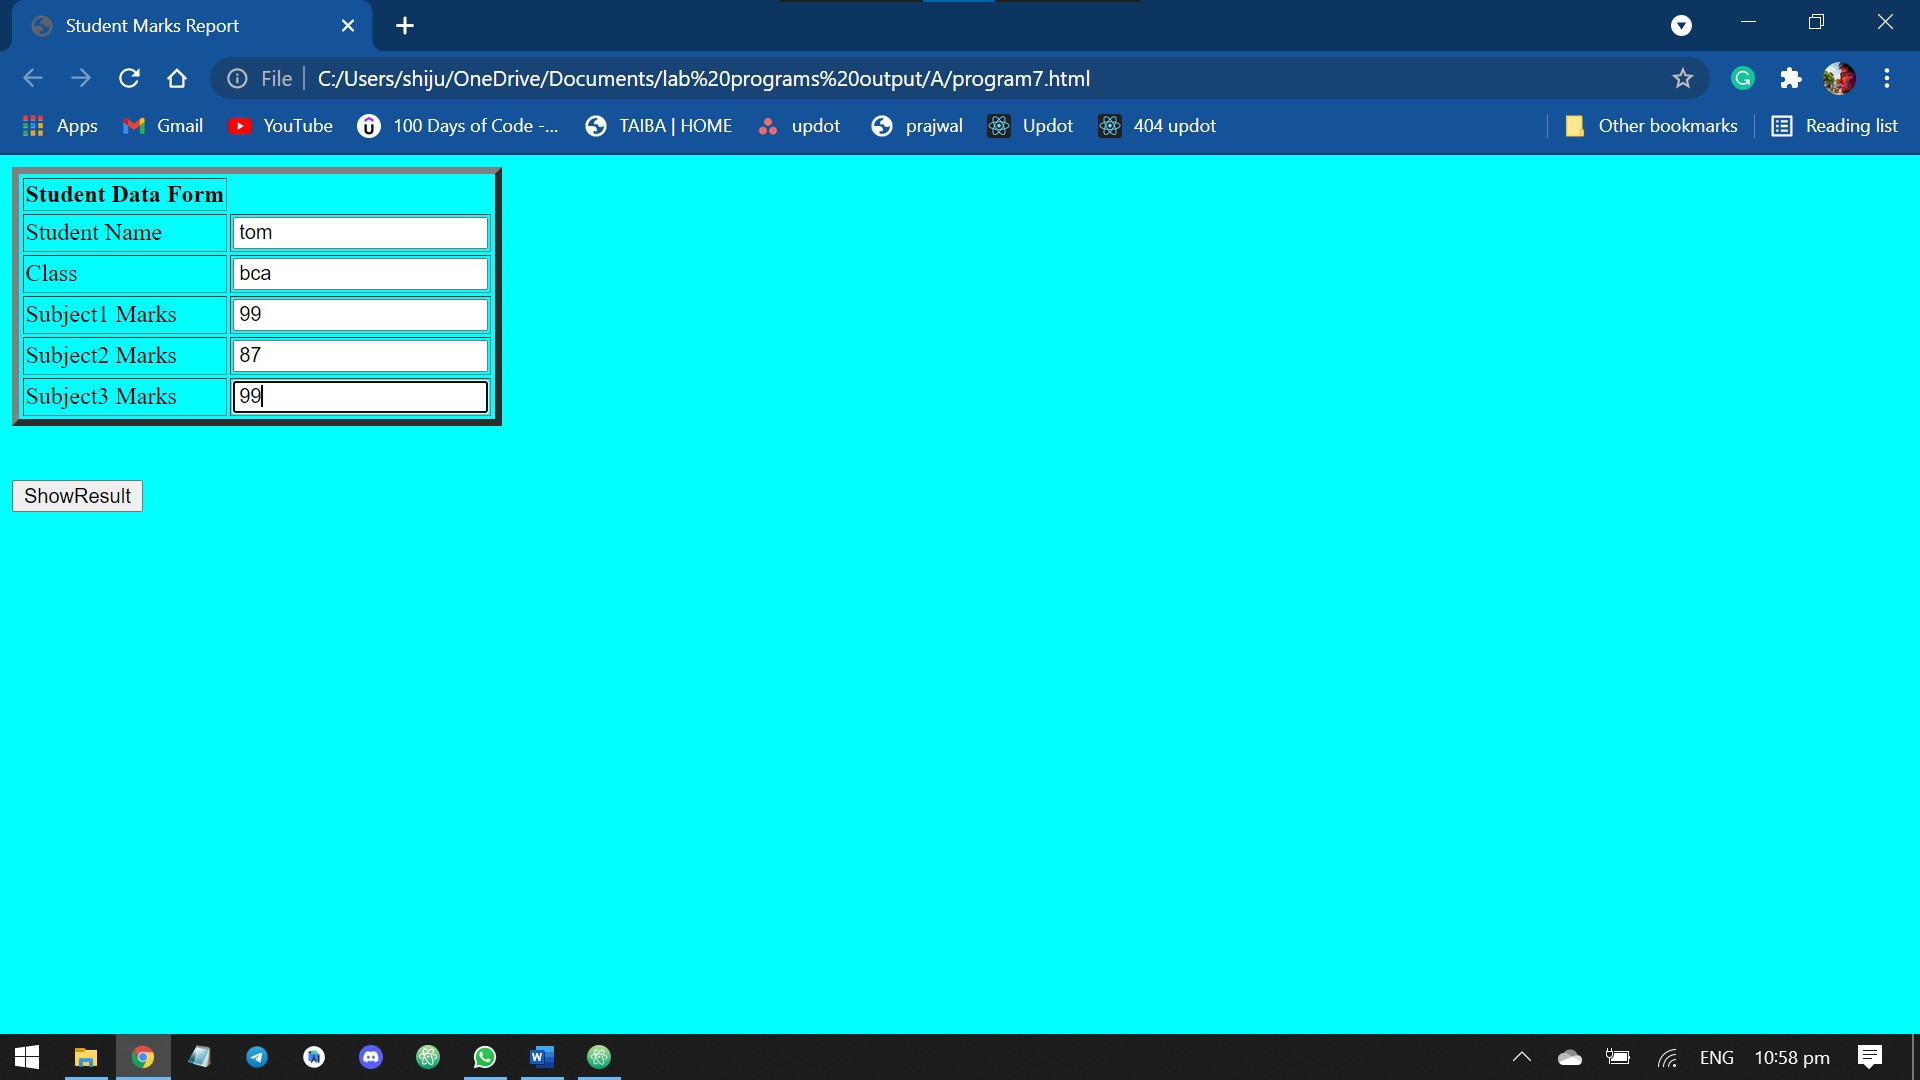 Student Marks Report
File
C:/Users/shiju/OneDrive/Documents/lab%20programs%20output/A/program7.html
Apps Gmail YouTube 100 Days of Code -... TAIBA | HOME updot prajwal Updot 404 updot Other bookmarks Reading list
Student Data Form
Student Name tom
Class bca
Subject1 Marks 99
Subject2 Marks 87
Subject3 Marks 99
ShowResult
ENG 10:58 pm